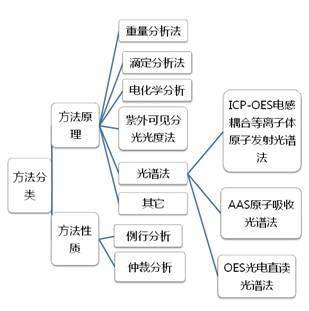 重量分析法
滴定分析法
电化学分析
紫外可见分
光光度法
光谱法
其它
方法原
理
方法分
类
方法性
质
例行分析
仲裁分析
ICP-OES电感
耦合等离子体
原子发射光谱
法
AAS原子吸收
光谱法
OES光电直读
光谱法